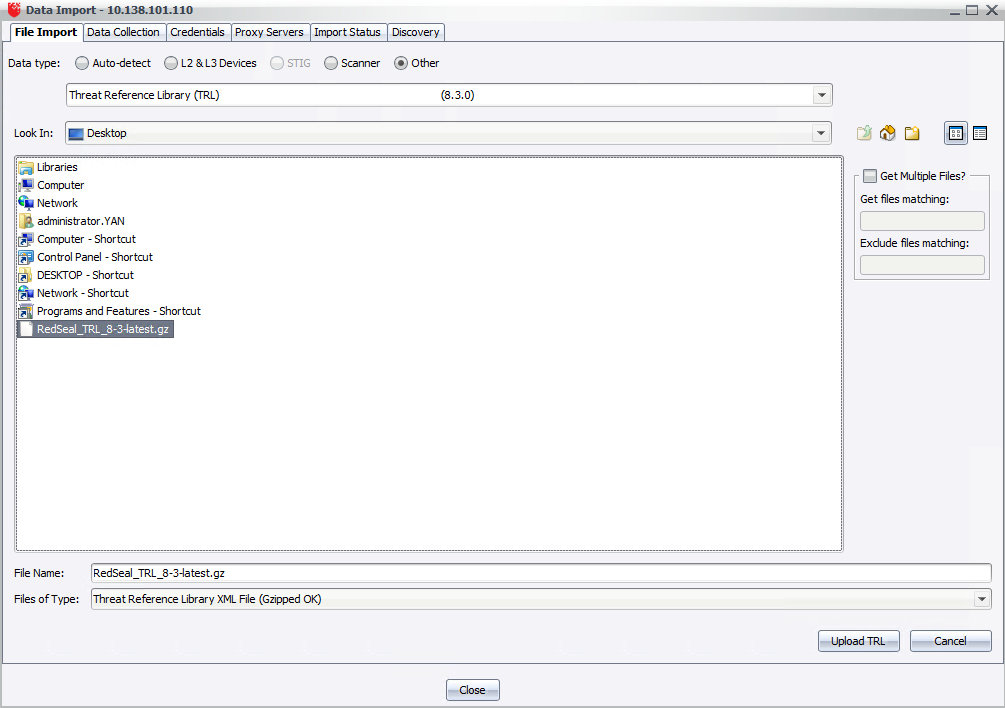 Data Import - 10.138.101.110
File Import Data Collection Credentials Proxy Servers Import Status Discovery
Data type: Auto-detect L2 & L3 Devices STIG Scanner Other
Threat Reference Library (TRL) (8.3.0)
Look In: Desktop
Libraries
Computer
Network
administrator.YAN
Computer - Shortcut
Control Panel - Shortcut
DESKTOP - Shortcut
Network - Shortcut
Programs and Features - Shortcut
RedSeal_TRL_8-3-latest.gz
Get Multiple Files?
Get files matching:
Exclude files matching:
File Name: RedSeal_TRL_8-3-latest.gz
Files of Type: Threat Reference Library XML File (Gzipped OK)
Upload TRL Cancel
Close